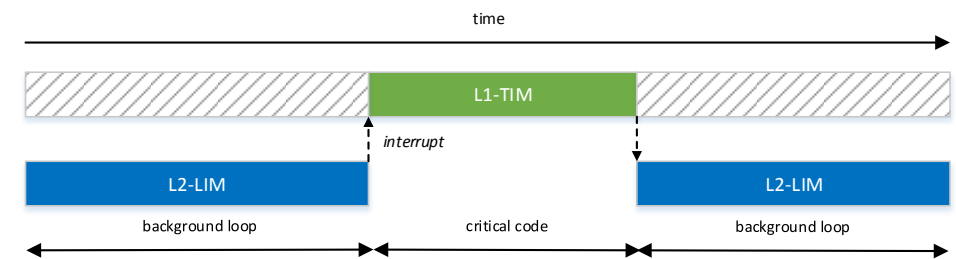 time
L1-TIM
interrupt
L2-LIM
L2-LIM
background loop
critical code
background loop